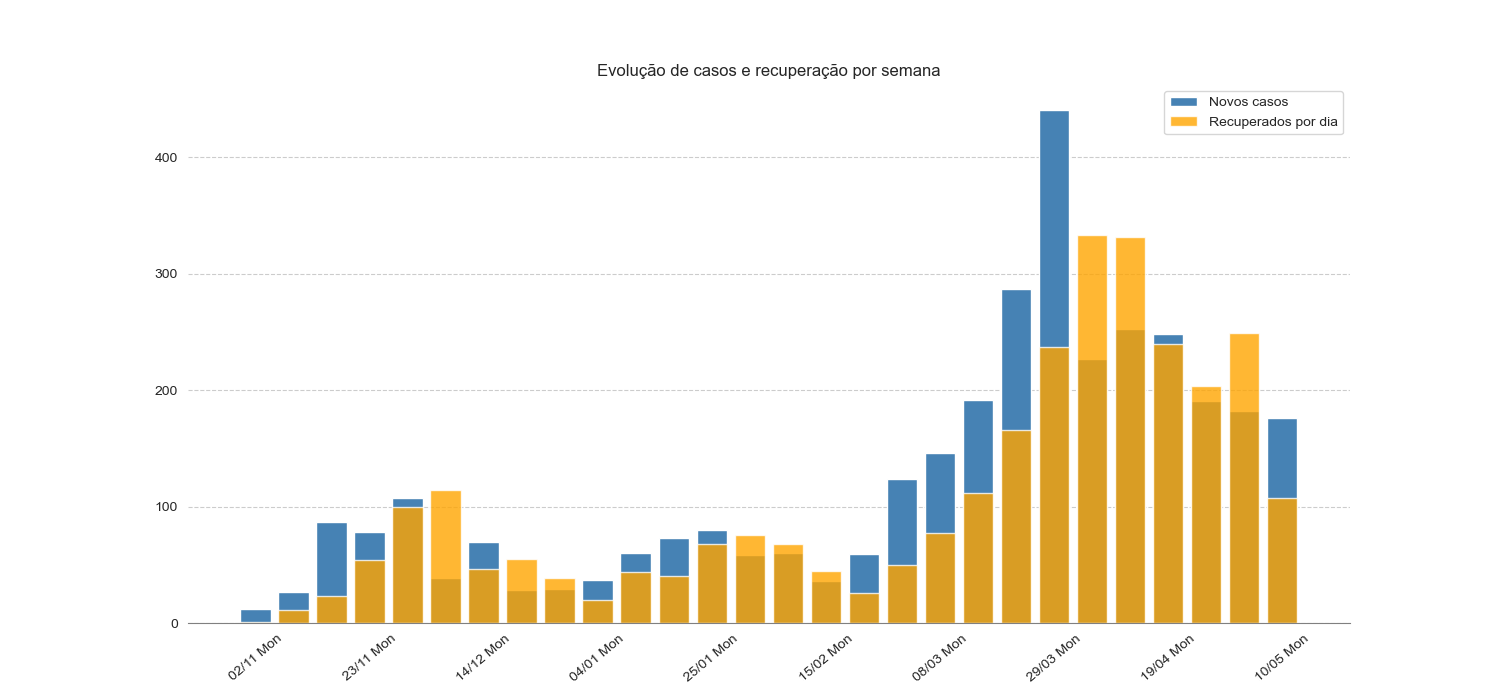 Evolução de casos e recuperação por semana
Novos casos
Recuperados por dia
400
300
200
100
0
02/11 Mon
23/11 Mon
14/12 Mon
04/01 Mon
25/01 Mon
15/02 Mon
08/03 Mon
29/03 Mon
19/04 Mon
10/05 Mon